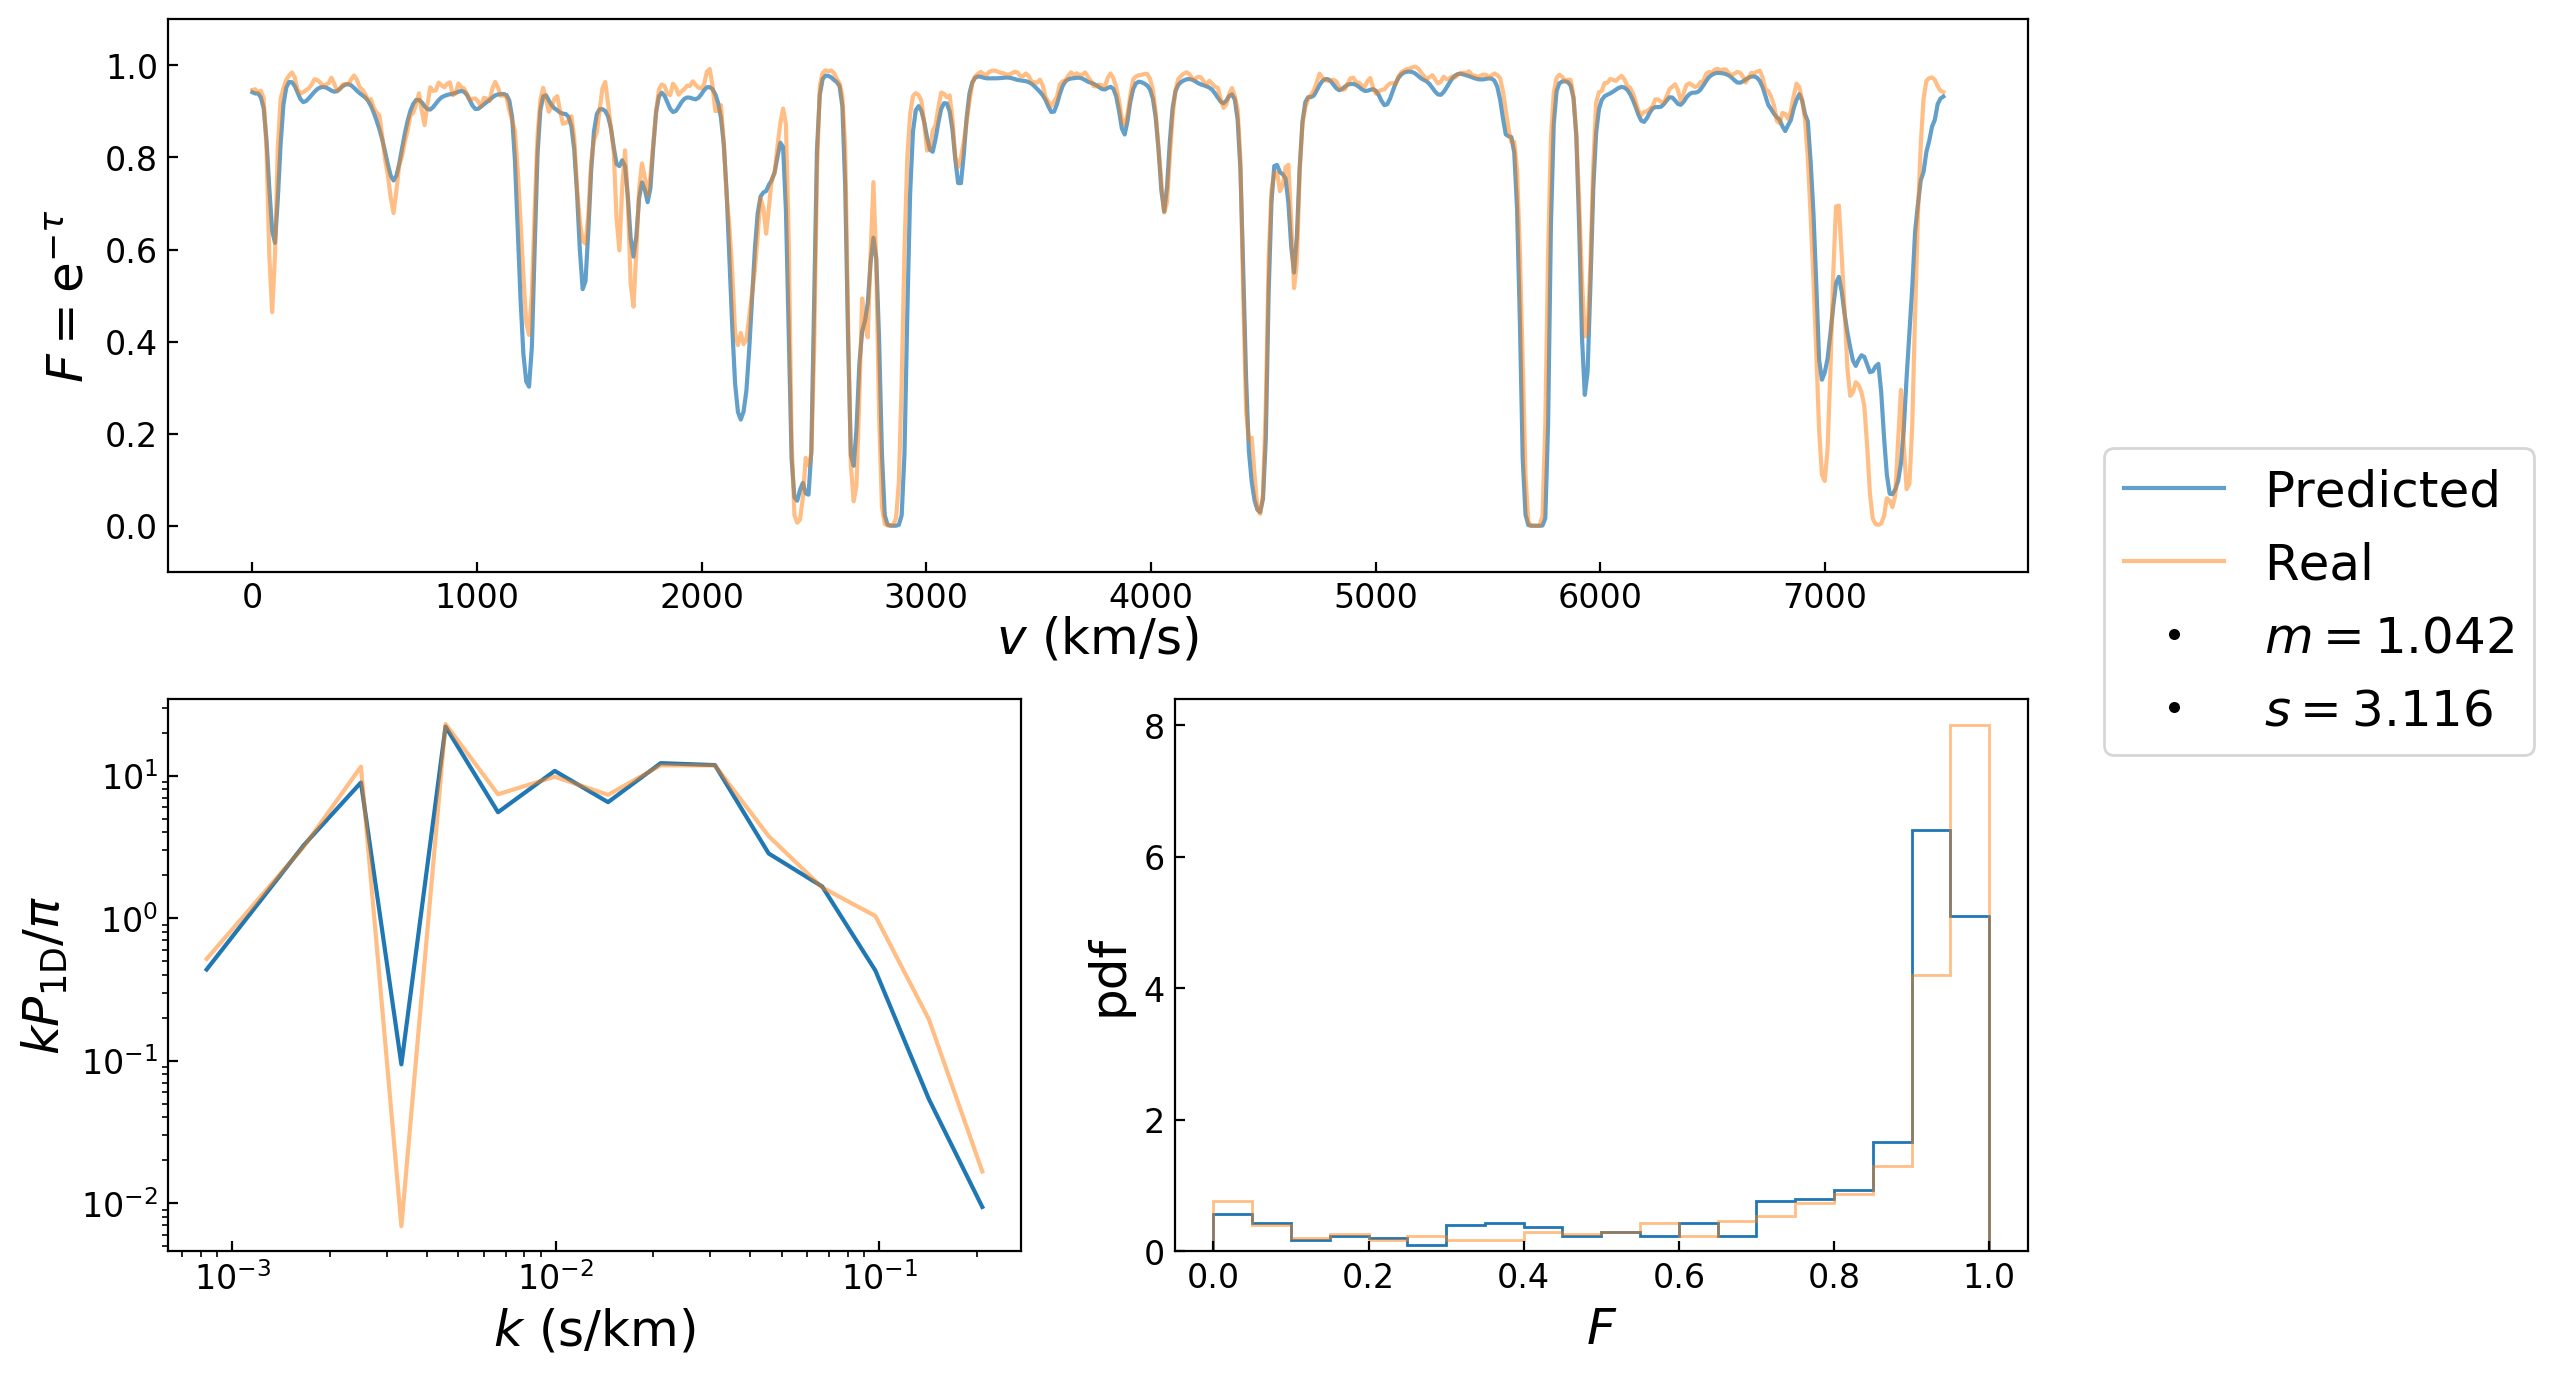 1.0
0.8
0.6
0.4
0.2
0.0
F = e^{−τ}
0 1000 2000 3000 4000 5000 6000 7000
v (km/s)
Predicted
Real
m = 1.042
s = 3.116
10^1
10^0
10^{−1}
10^{−2}
kP_{1D}/π
10^{−3} 10^{−2} 10^{−1}
k (s/km)
8
6
4
2
0
pdf
0.0 0.2 0.4 0.6 0.8 1.0
F